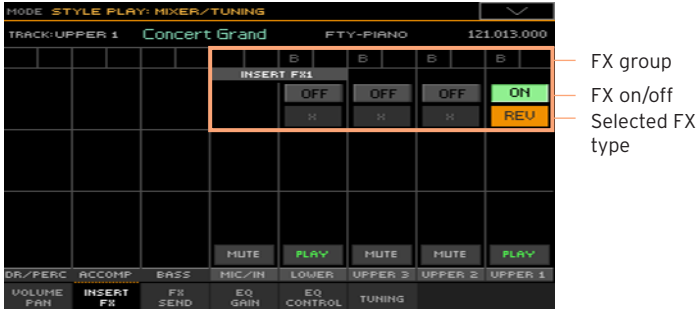 MODE STYLE PLAY: MIXER/TUNING
TRACK:UPPER 1 Concert Grand FTY-PIANO 121.013.000
B B B B
FX group
INSERT FX1
OFF OFF OFF ON
FX on/off
X X X REV
Selected FX
type
MUTE PLAY MUTE MUTE PLAY
DR/PERC ACCOMP BASS MIC/IN LOWER UPPER 3 UPPER 2 UPPER 1
VOLUME PAN INSERT FX FX SEND EQ GAIN EQ CONTROL TUNING